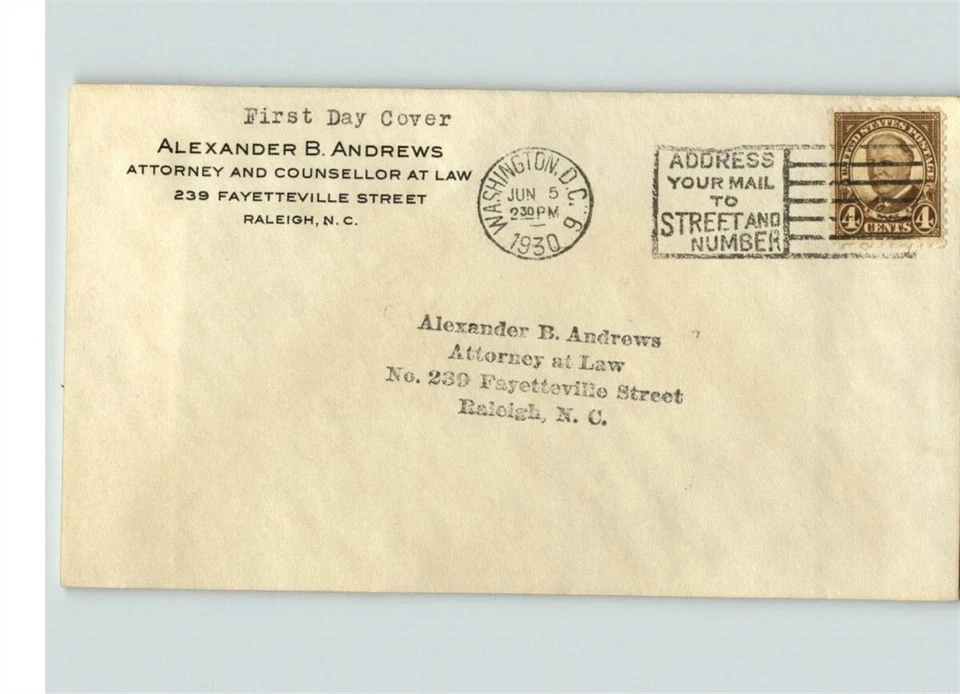 First Day Cover
ALEXANDER B. ANDREWS
ATTORNEY AND COUNSELLOR AT LAW
239 FAYETTEVILLE STREET
RALEIGH, N. C.
WASHINGTON, D.C. 6
JUN 5
230 PM
1930
ADDRESS
YOUR MAIL
TO
STREET AND
NUMBER
UNITED STATES POSTAGE
4 CENTS 4
Alexander B. Andrews
Attorney at Law
No. 239 Fayetteville Street
Raleigh, N. C.